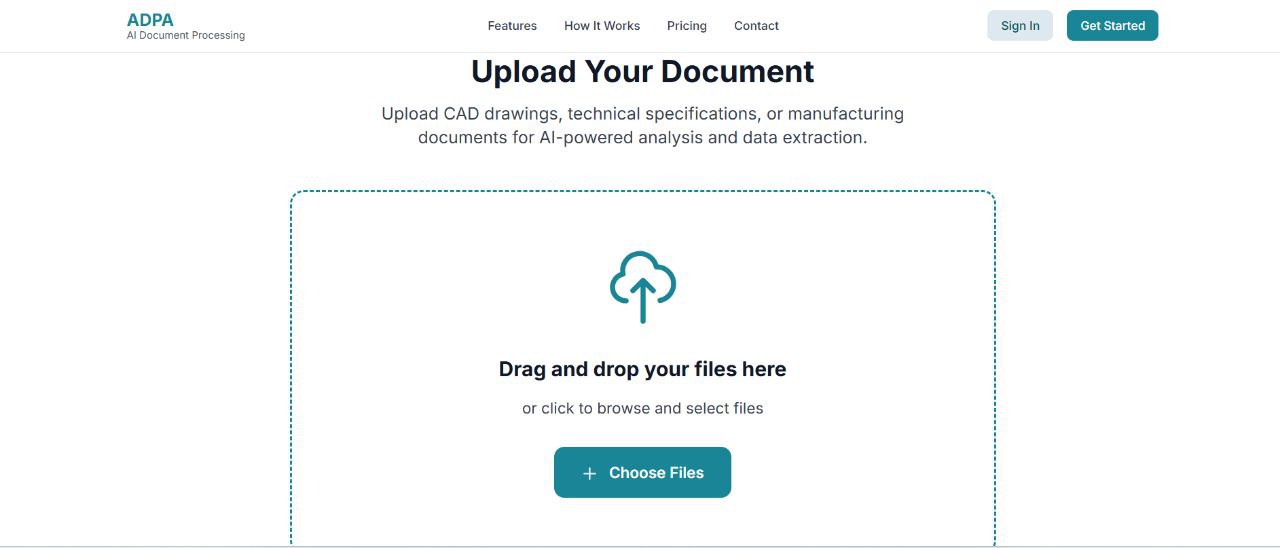 ADPA
AI Document Processing
Features
How It Works
Pricing
Contact
Sign In
Get Started
Upload Your Document
Upload CAD drawings, technical specifications, or manufacturing
documents for AI-powered analysis and data extraction.
Drag and drop your files here
or click to browse and select files
Choose Files